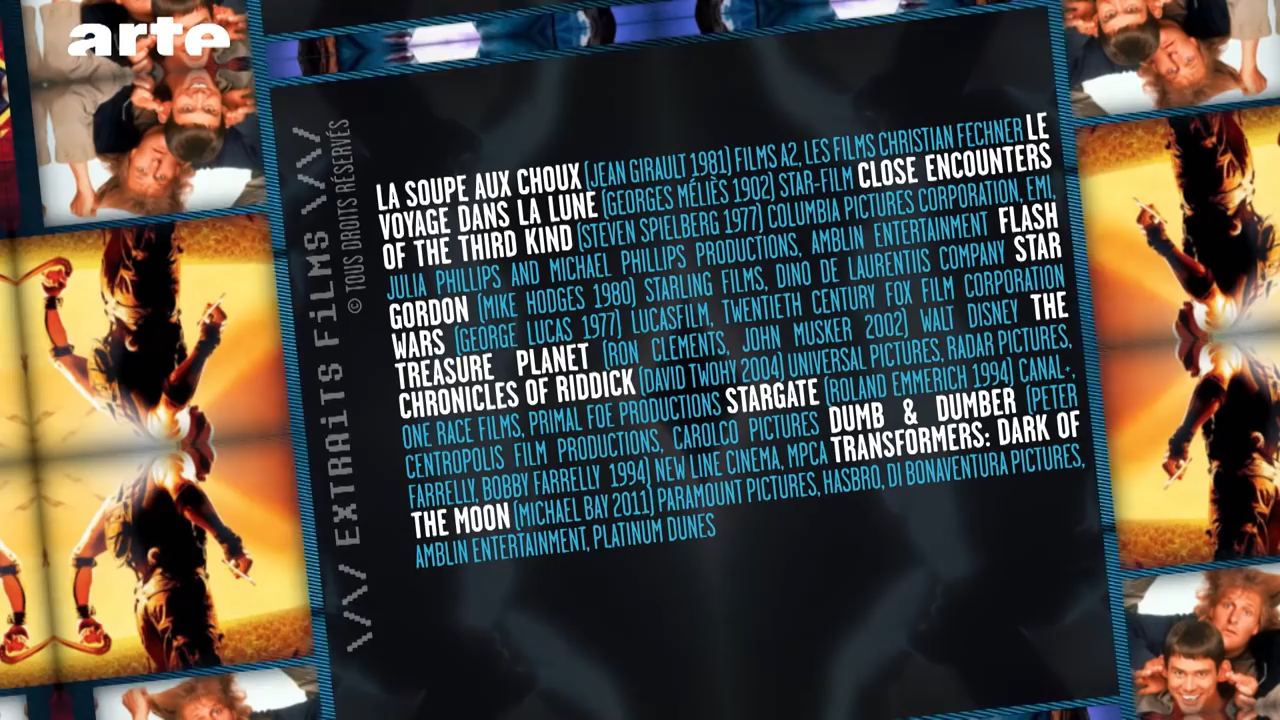 arte
\/\/ EXTRAiTS FiLMS \/\/
© TOUS DROITS RÉSERVÉS
LA SOUPE AUX CHOUX (JEAN GIRAULT 1981) FILMS A2, LES FILMS CHRISTIAN FECHNER LE
VOYAGE DANS LA LUNE (GEORGES MÉLIÈS 1902) STAR-FILM CLOSE ENCOUNTERS
OF THE THIRD KIND (STEVEN SPIELBERG 1977) COLUMBIA PICTURES CORPORATION, EMI,
JULIA PHILLIPS AND MICHAEL PHILLIPS PRODUCTIONS, AMBLIN ENTERTAINMENT FLASH
GORDON (MIKE HODGES 1980) STARLING FILMS, DINO DE LAURENTIIS COMPANY STAR
WARS (GEORGE LUCAS 1977) LUCASFILM, TWENTIETH CENTURY FOX FILM CORPORATION
TREASURE PLANET (RON CLEMENTS, JOHN MUSKER 2002) WALT DISNEY THE
CHRONICLES OF RIDDICK (DAVID TWOHY 2004) UNIVERSAL PICTURES, RADAR PICTURES,
ONE RACE FILMS, PRIMAL FOE PRODUCTIONS STARGATE (ROLAND EMMERICH 1994) CANAL+,
CENTROPOLIS FILM PRODUCTIONS, CAROLCO PICTURES DUMB & DUMBER (PETER
FARRELLY, BOBBY FARRELLY 1994) NEW LINE CINEMA, MPCA TRANSFORMERS: DARK OF
THE MOON (MICHAEL BAY 2011) PARAMOUNT PICTURES, HASBRO, DI BONAVENTURA PICTURES,
AMBLIN ENTERTAINMENT, PLATINUM DUNES